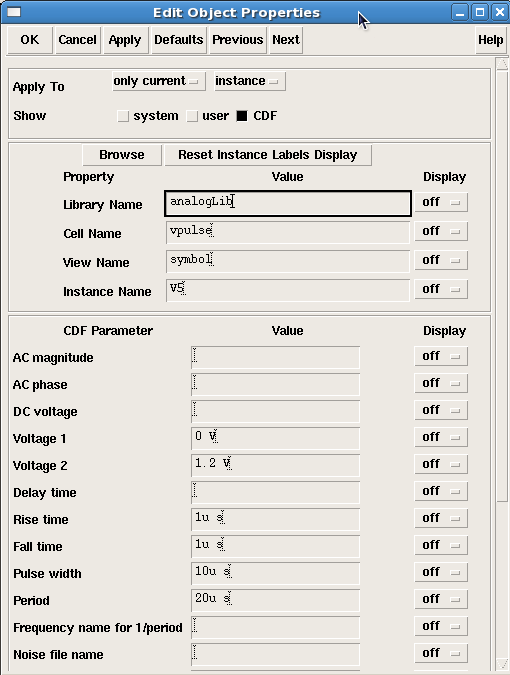 Edit Object Properties
OK Cancel Apply Defaults Previous Next Help
Apply To only current instance
Show system user CDF
Browse Reset Instance Labels Display
Property Value Display
Library Name analogLib off
Cell Name vpulse off
View Name symbol off
Instance Name V5 off
CDF Parameter Value Display
AC magnitude off
AC phase off
DC voltage off
Voltage 1 0 V off
Voltage 2 1.2 V off
Delay time off
Rise time 1u s off
Fall time 1u s off
Pulse width 10u s off
Period 20u s off
Frequency name for 1/period off
Noise file name off